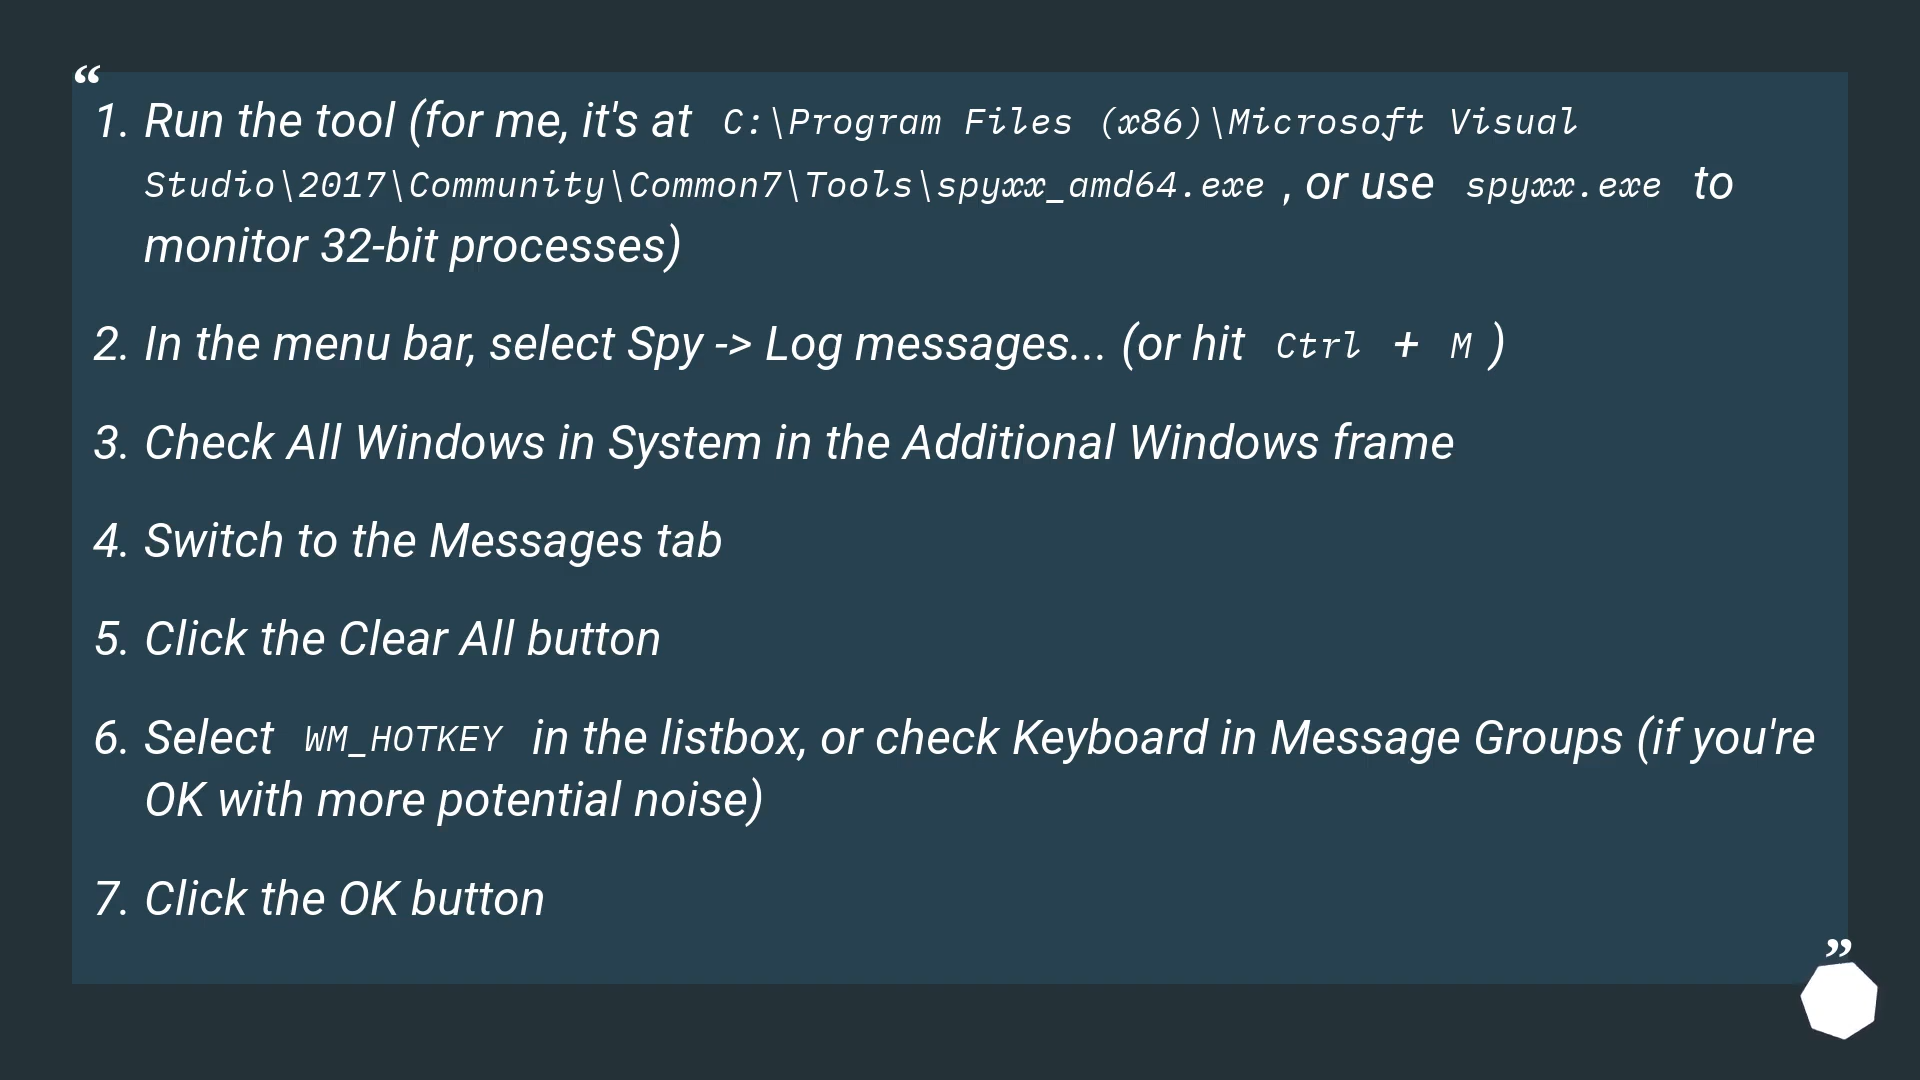 “
1. Run the tool (for me, it's at C:\Program Files (x86)\Microsoft Visual
Studio\2017\Community\Common7\Tools\spyxx_amd64.exe , or use spyxx.exe to
monitor 32-bit processes)
2. In the menu bar, select Spy -> Log messages... (or hit Ctrl + M )
3. Check All Windows in System in the Additional Windows frame
4. Switch to the Messages tab
5. Click the Clear All button
6. Select WM_HOTKEY in the listbox, or check Keyboard in Message Groups (if you're
OK with more potential noise)
7. Click the OK button
”